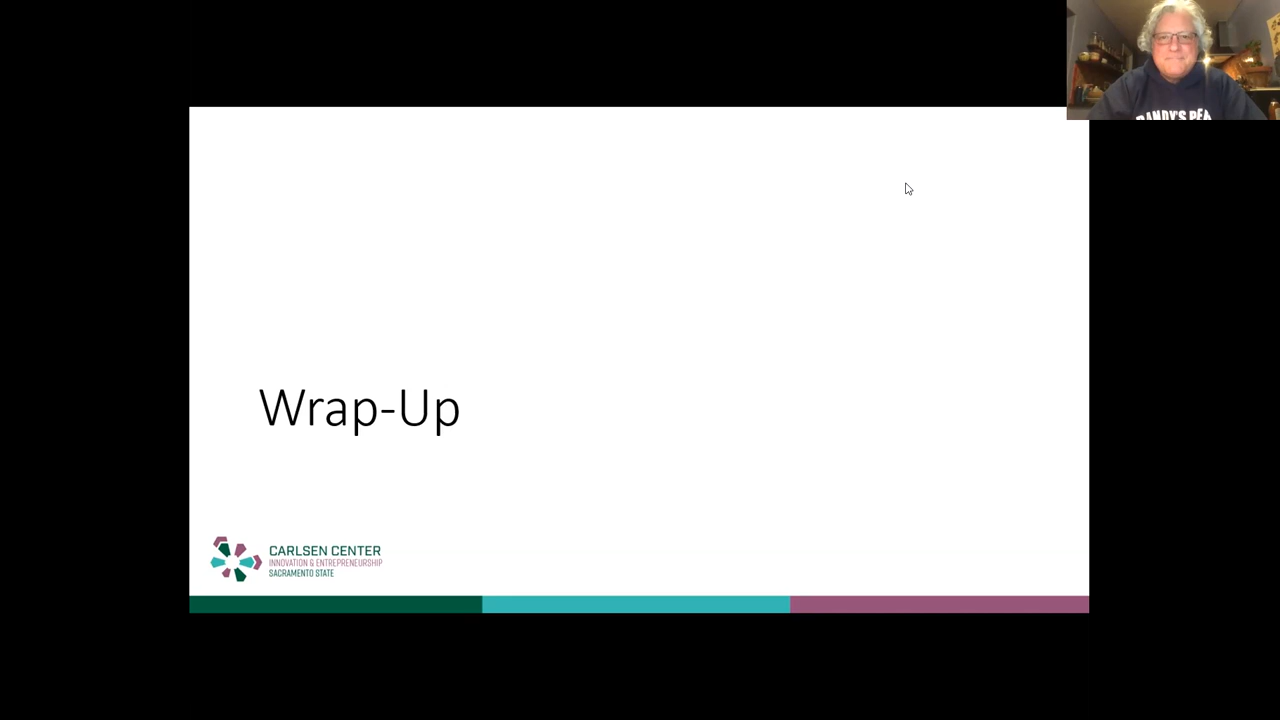 Wrap-Up
CARLSEN CENTER
INNOVATION & ENTREPRENEURSHIP
SACRAMENTO STATE